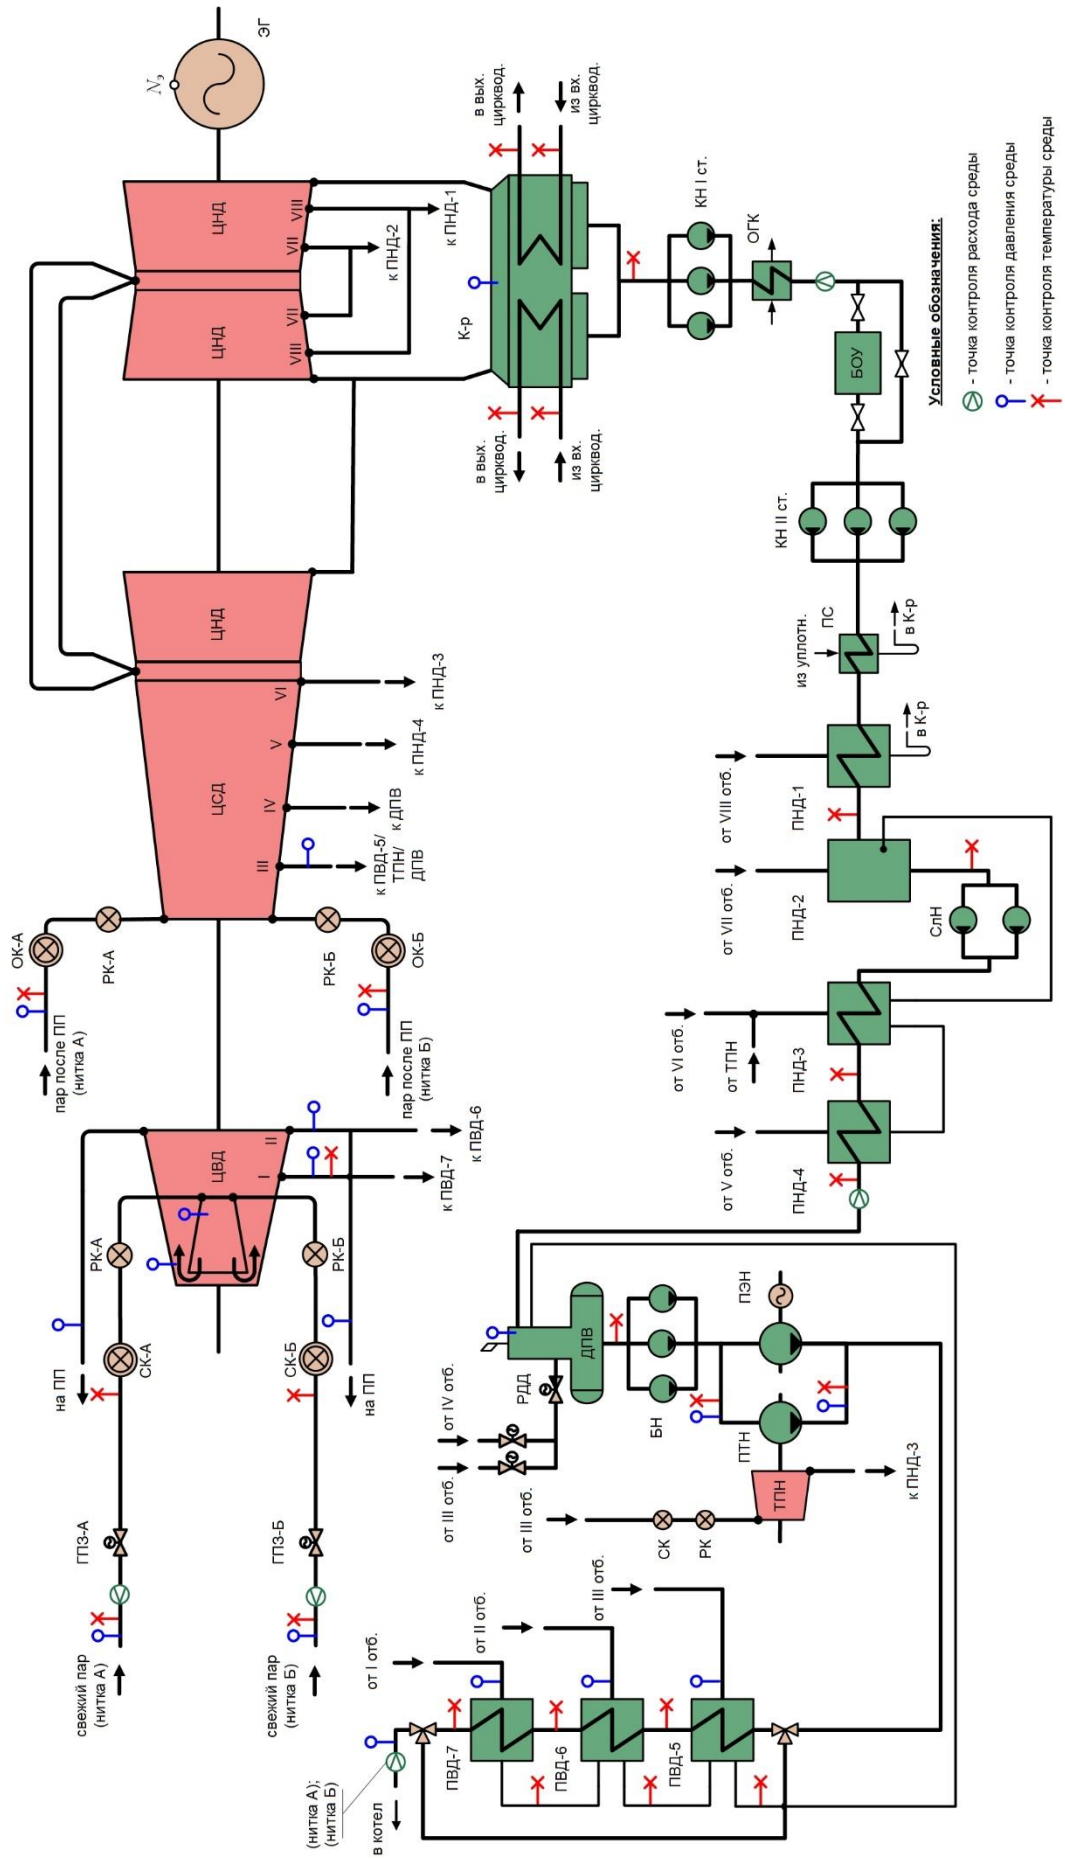 свежий пар
(нитка А)
ГПЗ-А
СК-А
РК-А
на ПП
свежий пар
(нитка Б)
ГПЗ-Б
СК-Б
РК-Б
на ПП
ЦВД
I
II
к ПВД-7
к ПВД-6
пар после ПП
(нитка А)
ОК-А
РК-А
пар после ПП
(нитка Б)
ОК-Б
РК-Б
ЦСД
III
IV
V
VI
к ПВД-5/
ТПН/
ДПВ
к ДПВ
к ПНД-4
к ПНД-3
ЦНД
ЦНД
ЦНД
VIII
VII
VII
VIII
к ПНД-2
к ПНД-1
Nэ
ЭГ
К-р
в вых.
цирквод.
из вх.
цирквод.
в вых.
цирквод.
из вх.
цирквод.
КН I ст.
ОГК
БОУ
КН II ст.
из уплотн.
ПС
в К-р
от VIII отб.
ПНД-1
в К-р
от VII отб.
ПНД-2
СлН
от VI отб.
от ТПН
ПНД-3
от V отб.
ПНД-4
ДПВ
РДД
от IV отб.
от III отб.
БН
ПЭН
ПТН
ТПН
от III отб.
СК
РК
к ПНД-3
от I отб.
от II отб.
от III отб.
ПВД-7
ПВД-6
ПВД-5
(нитка А);
(нитка Б)
в котел
Условные обозначения:
- точка контроля расхода среды
- точка контроля давления среды
- точка контроля температуры среды